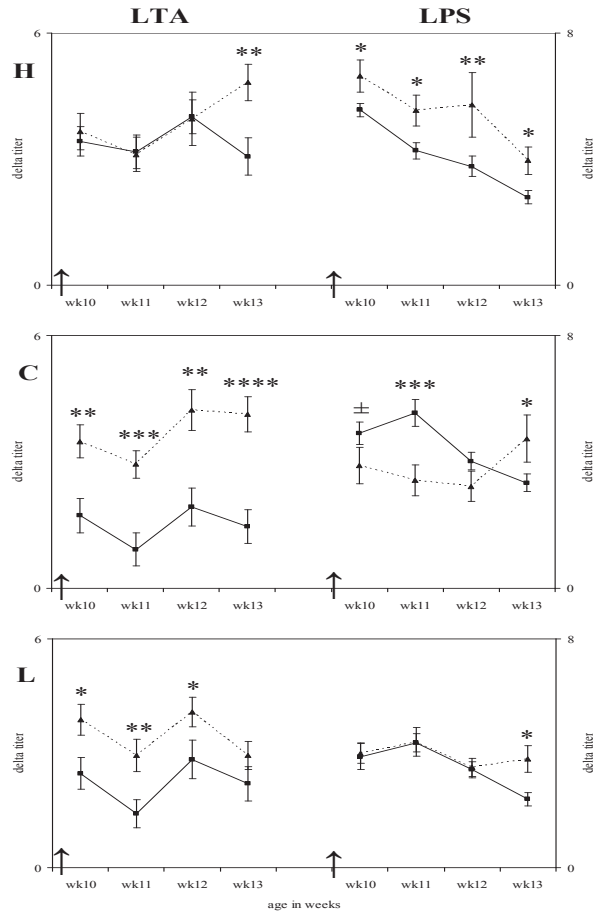 LTA LPS
6 8
H
** * * ** *
delta titer delta titer
0 0
wk10 wk11 wk12 wk13 wk10 wk11 wk12 wk13
6 8
C
** *** ** **** ± *** *
delta titer delta titer
0 0
wk10 wk11 wk12 wk13 wk10 wk11 wk12 wk13
6 8
L
* ** * *
delta titer delta titer
0 0
wk10 wk11 wk12 wk13 wk10 wk11 wk12 wk13
age in weeks